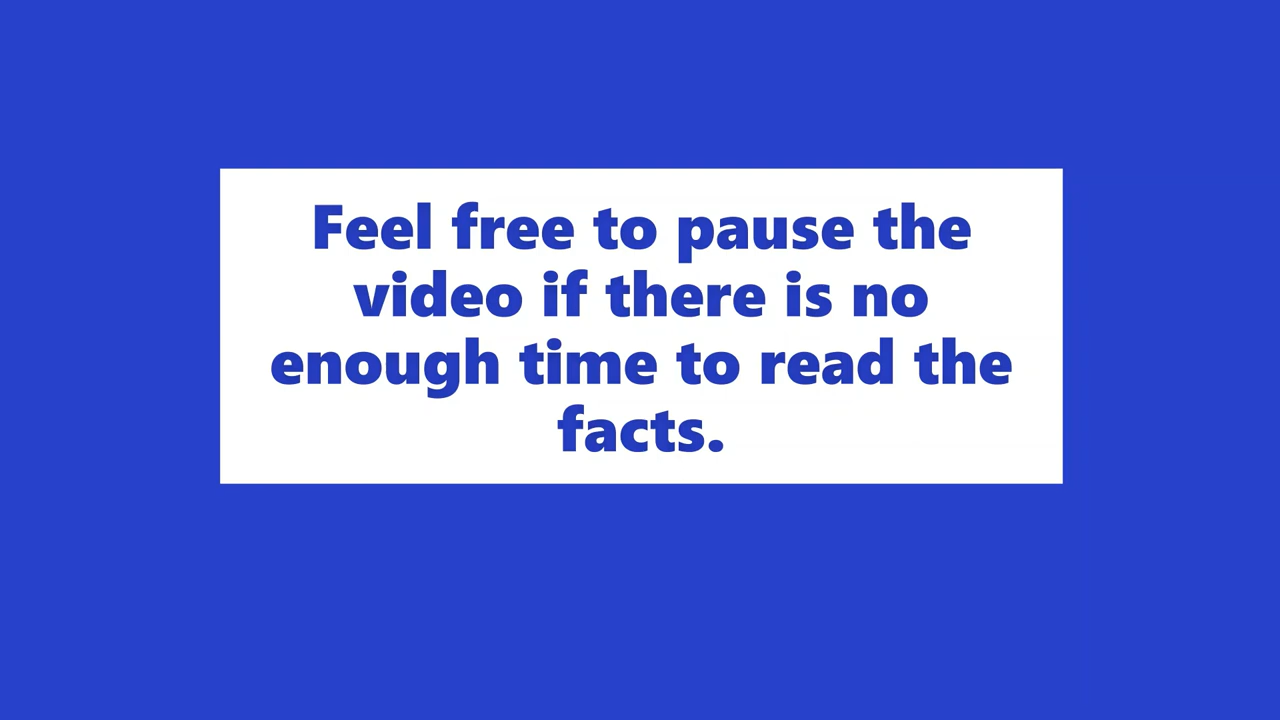 Feel free to pause the
video if there is no
enough time to read the
facts.